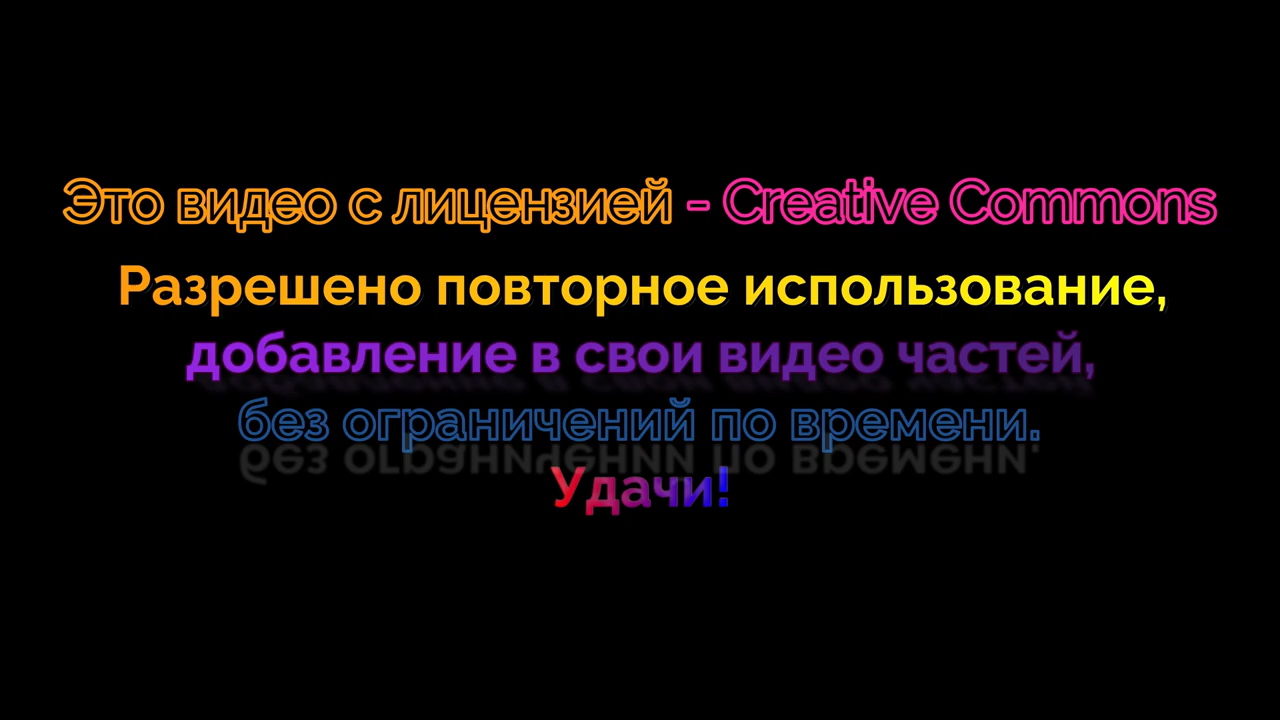 Это видео с лицензией - Creative Commons
Разрешено повторное использование,
добавление в свои видео частей,
без ограничений по времени.
Удачи!